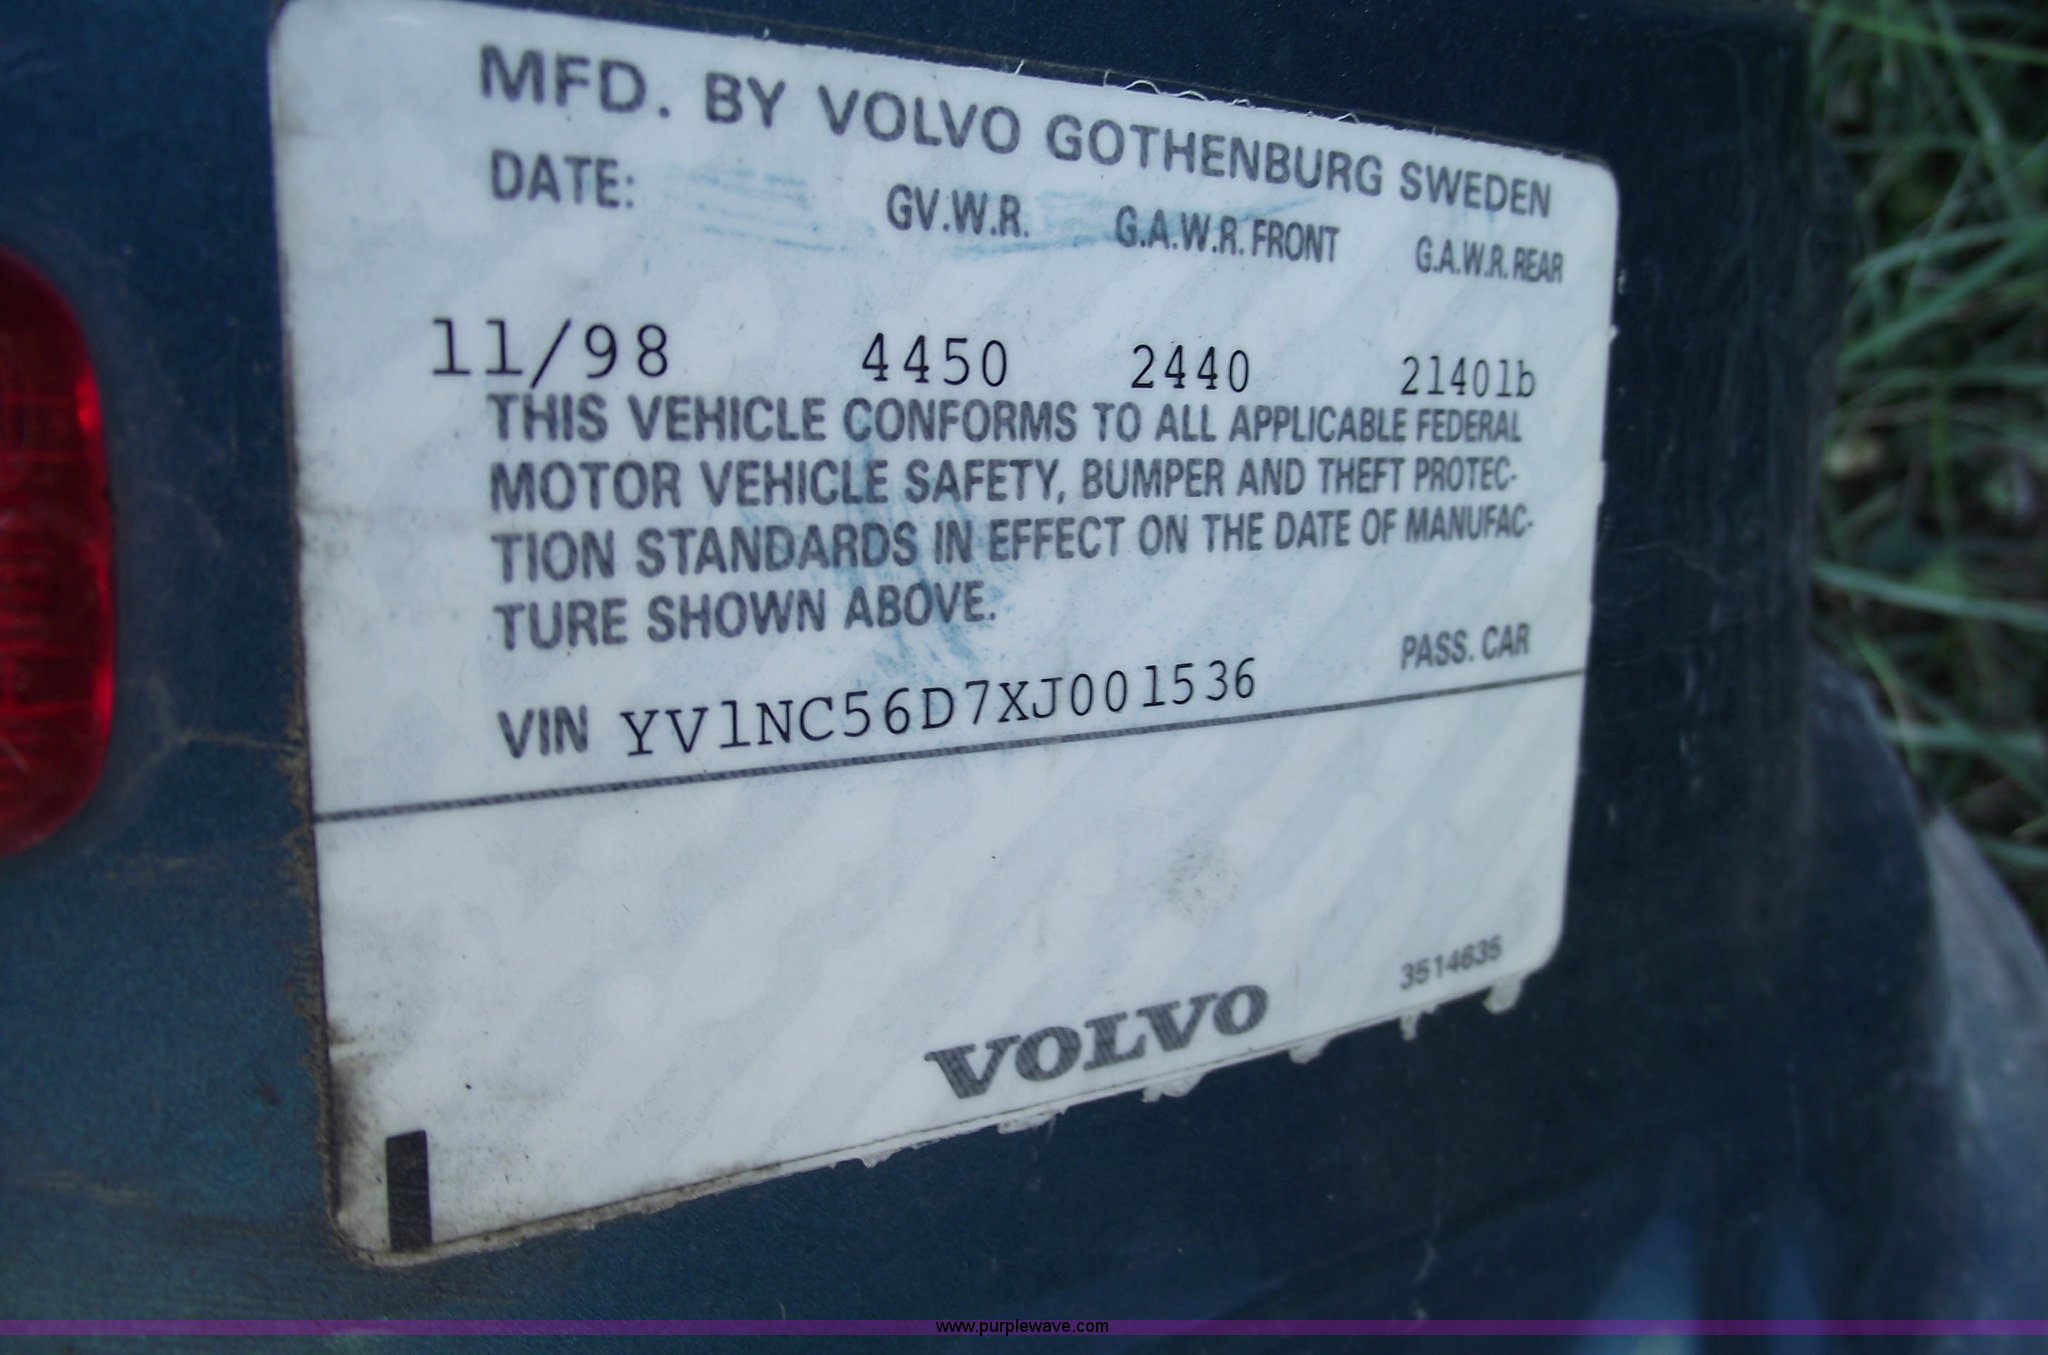 MFD. BY VOLVO GOTHENBURG SWEDEN
DATE: GV.W.R. G.A.W.R. FRONT G.A.W.R. REAR
11/98 4450 2440 2140lb
THIS VEHICLE CONFORMS TO ALL APPLICABLE FEDERAL
MOTOR VEHICLE SAFETY, BUMPER AND THEFT PROTEC-
TION STANDARDS IN EFFECT ON THE DATE OF MANUFAC-
TURE SHOWN ABOVE.
PASS. CAR
VIN YV1NC56D7XJ001536
3514635
VOLVO
www.purplewave.com